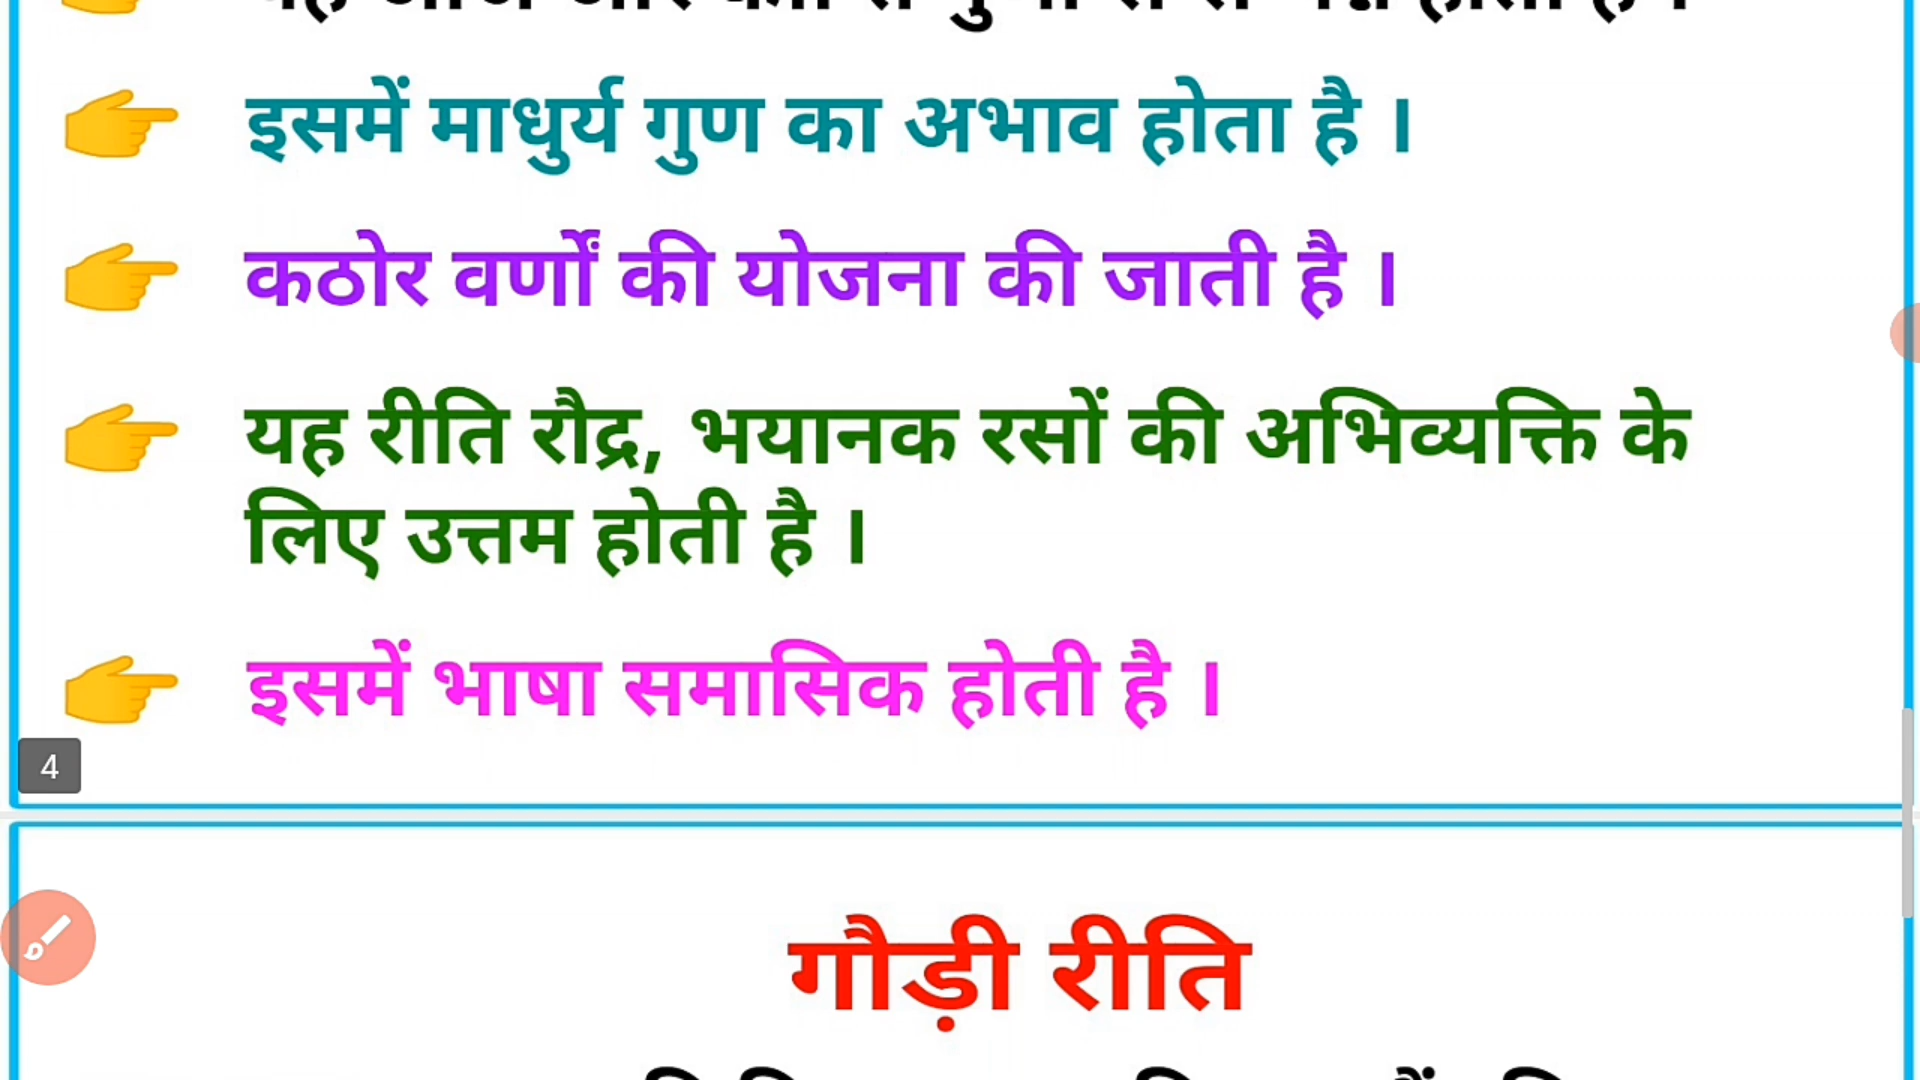 इसमें माधुर्य गुण का अभाव होता है ।
कठोर वर्णों की योजना की जाती है ।
यह रीति रौद्र, भयानक रसों की अभिव्यक्ति के
लिए उत्तम होती है ।
इसमें भाषा समासिक होती है ।
4
गौड़ी रीति